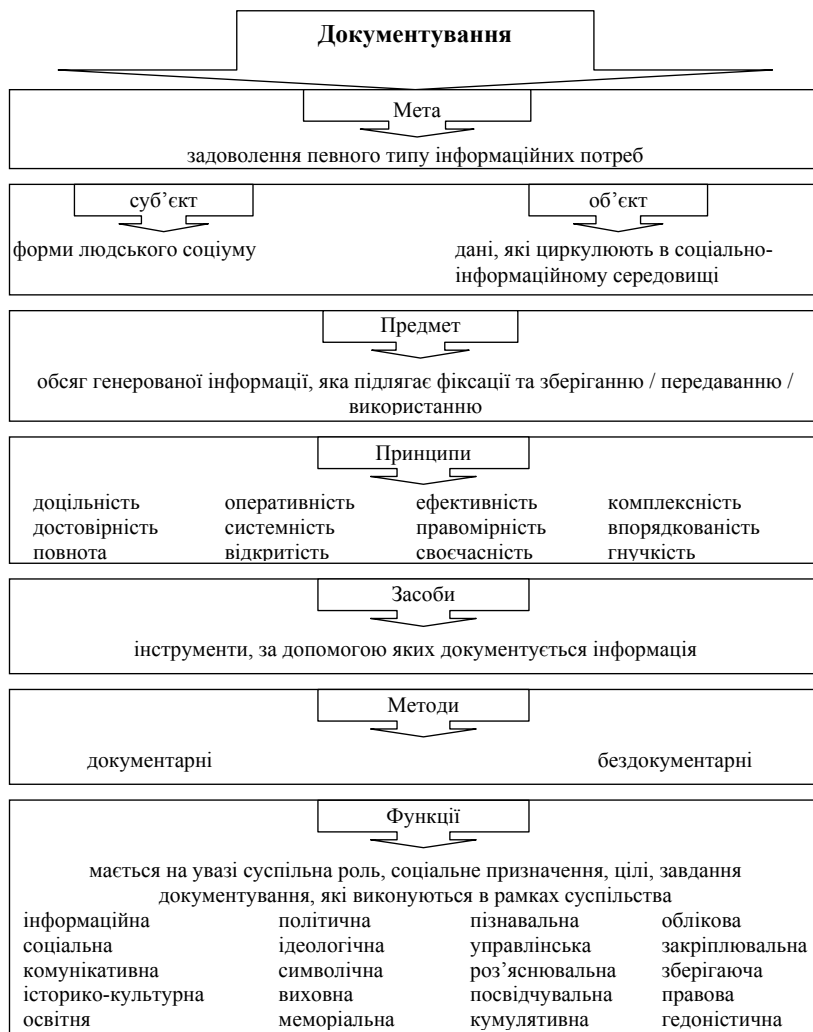 Документування
Мета
задоволення певного типу інформаційних потреб
суб’єкт об’єкт
форми людського соціуму дані, які циркулюють в соціально-
інформаційному середовищі
Предмет
обсяг генерованої інформації, яка підлягає фіксації та зберіганню / передаванню /
використанню
Принципи
доцільність оперативність ефективність комплексність
достовірність системність правомірність впорядкованість
повнота відкритість своєчасність гнучкість
Засоби
інструменти, за допомогою яких документується інформація
Методи
документарні бездокументарні
Функції
мається на увазі суспільна роль, соціальне призначення, цілі, завдання
документування, які виконуються в рамках суспільства
інформаційна політична пізнавальна облікова
соціальна ідеологічна управлінська закріплювальна
комунікативна символічна роз’яснювальна зберігаюча
історико-культурна виховна посвідчувальна правова
освітня меморіальна кумулятивна гедоністична